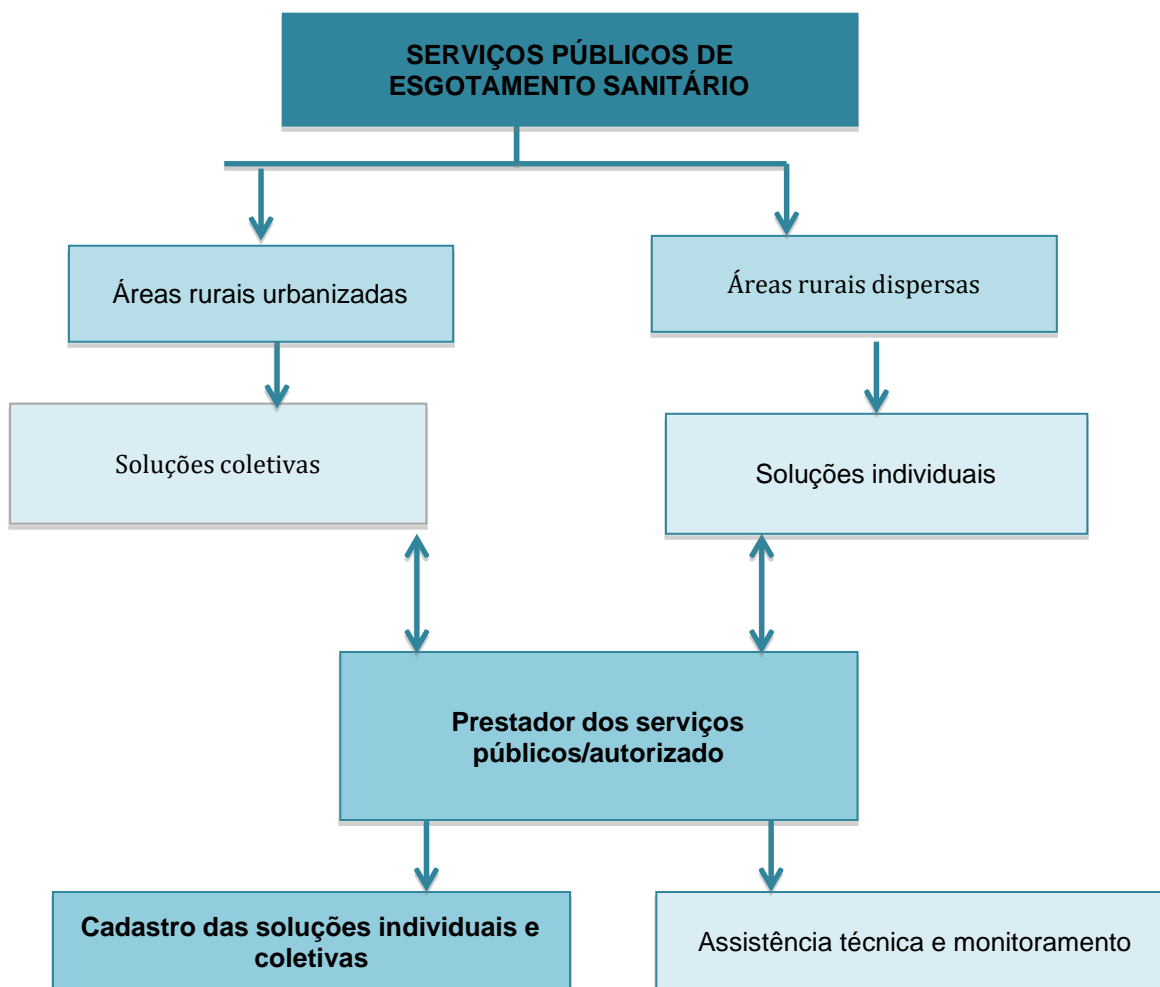 SERVIÇOS PÚBLICOS DE
ESGOTAMENTO SANITÁRIO
Áreas rurais urbanizadas
Áreas rurais dispersas
Soluções coletivas
Soluções individuais
Prestador dos serviços
públicos/autorizado
Cadastro das soluções individuais e
coletivas
Assistência técnica e monitoramento